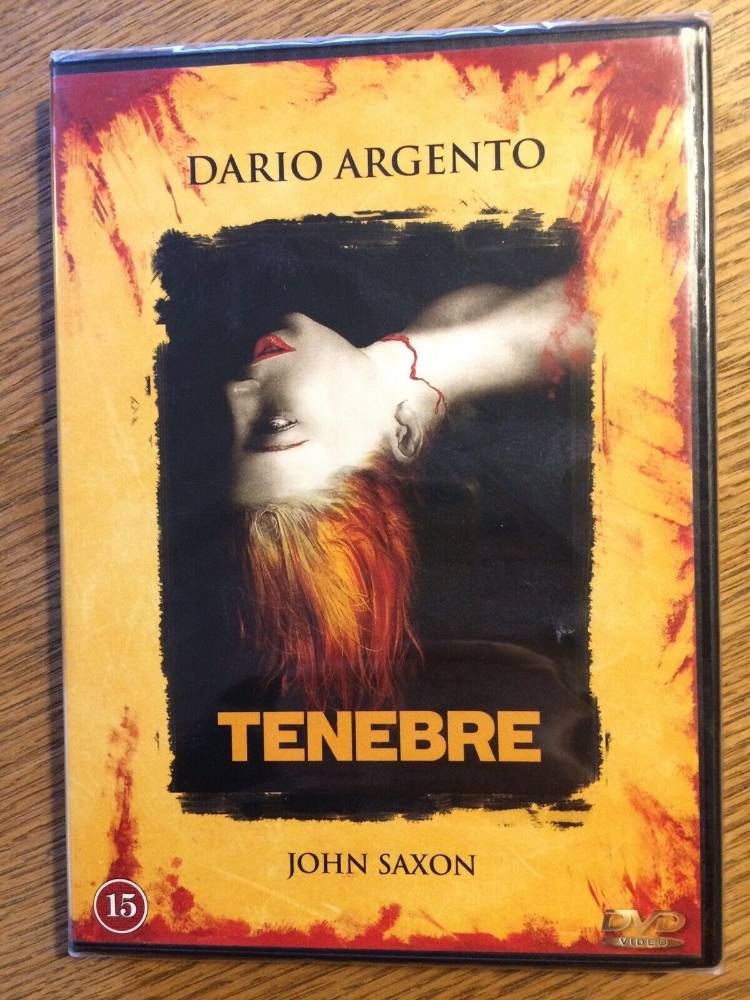 DARIO ARGENTO
TENEBRE
JOHN SAXON
15
DVD
VIDEO